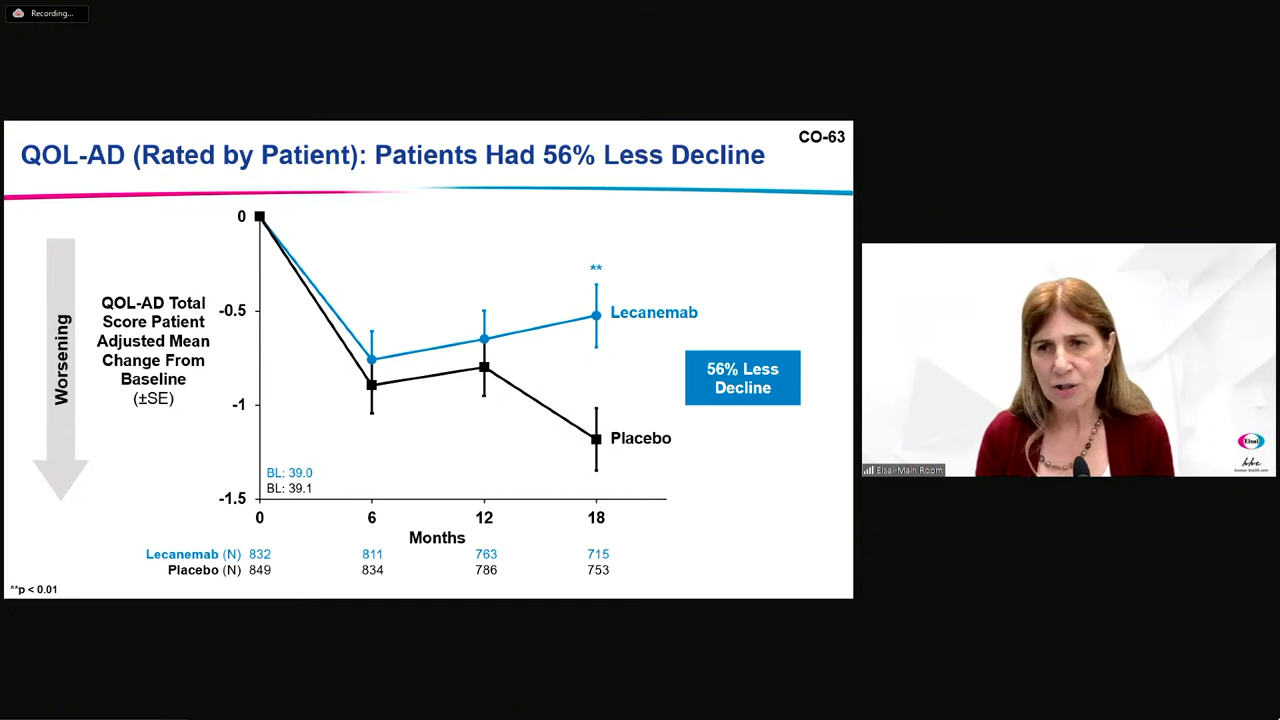 Recording...
CO-63
QOL-AD (Rated by Patient): Patients Had 56% Less Decline
Worsening
QOL-AD Total
Score Patient
Adjusted Mean
Change From
Baseline
(±SE)
0
-0.5
-1
-1.5
**
Lecanemab
56% Less
Decline
Placebo
BL: 39.0
BL: 39.1
0 6 12 18
Months
Lecanemab (N) 832 811 763 715
Placebo (N) 849 834 786 753
**p < 0.01
Eisai-Main Room
Eisai
hhc